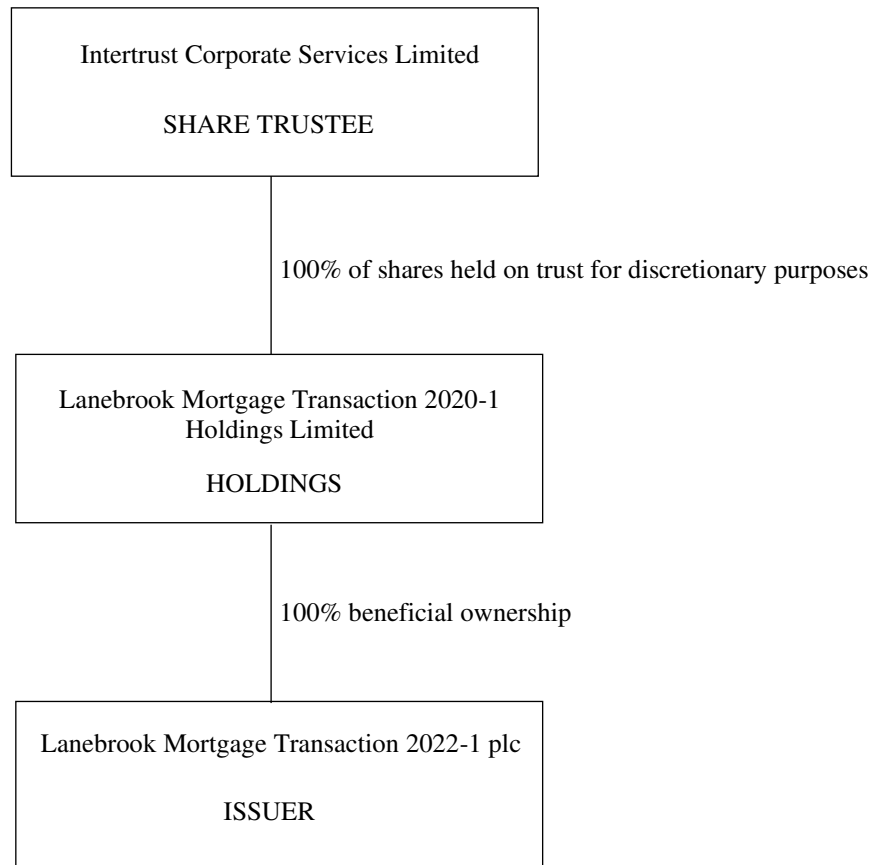 Intertrust Corporate Services Limited
SHARE TRUSTEE
100% of shares held on trust for discretionary purposes
Lanebrook Mortgage Transaction 2020-1
Holdings Limited
HOLDINGS
100% beneficial ownership
Lanebrook Mortgage Transaction 2022-1 plc
ISSUER